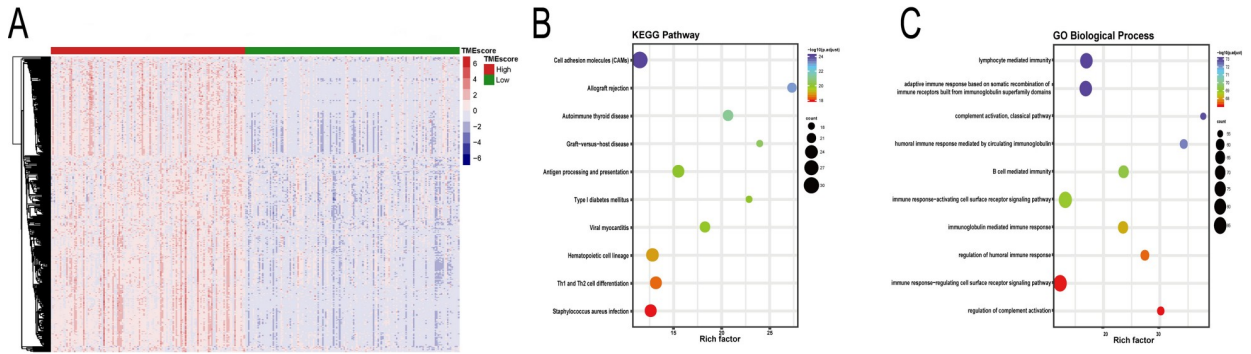 A
TMEscore
TMEscore
High
Low
6
4
2
0
−2
−4
−6
B
KEGG Pathway
Cell adhesion molecules (CAMs)
Allograft rejection
Autoimmune thyroid disease
Graft−versus−host disease
Antigen processing and presentation
Type I diabetes mellitus
Viral myocarditis
Hematopoietic cell lineage
Th1 and Th2 cell differentiation
Staphylococcus aureus infection
15
20
25
Rich factor
−log10(p.adjust)
24
22
20
18
count
18
21
24
27
30
C
GO Biological Process
lymphocyte mediated immunity
adaptive immune response based on somatic recombination of
immune receptors built from immunoglobulin superfamily domains
complement activation, classical pathway
humoral immune response mediated by circulating immunoglobulin
B cell mediated immunity
immune response−activating cell surface receptor signaling pathway
immunoglobulin mediated immune response
regulation of humoral immune response
immune response−regulating cell surface receptor signaling pathway
regulation of complement activation
20
30
Rich factor
−log10(p.adjust)
count